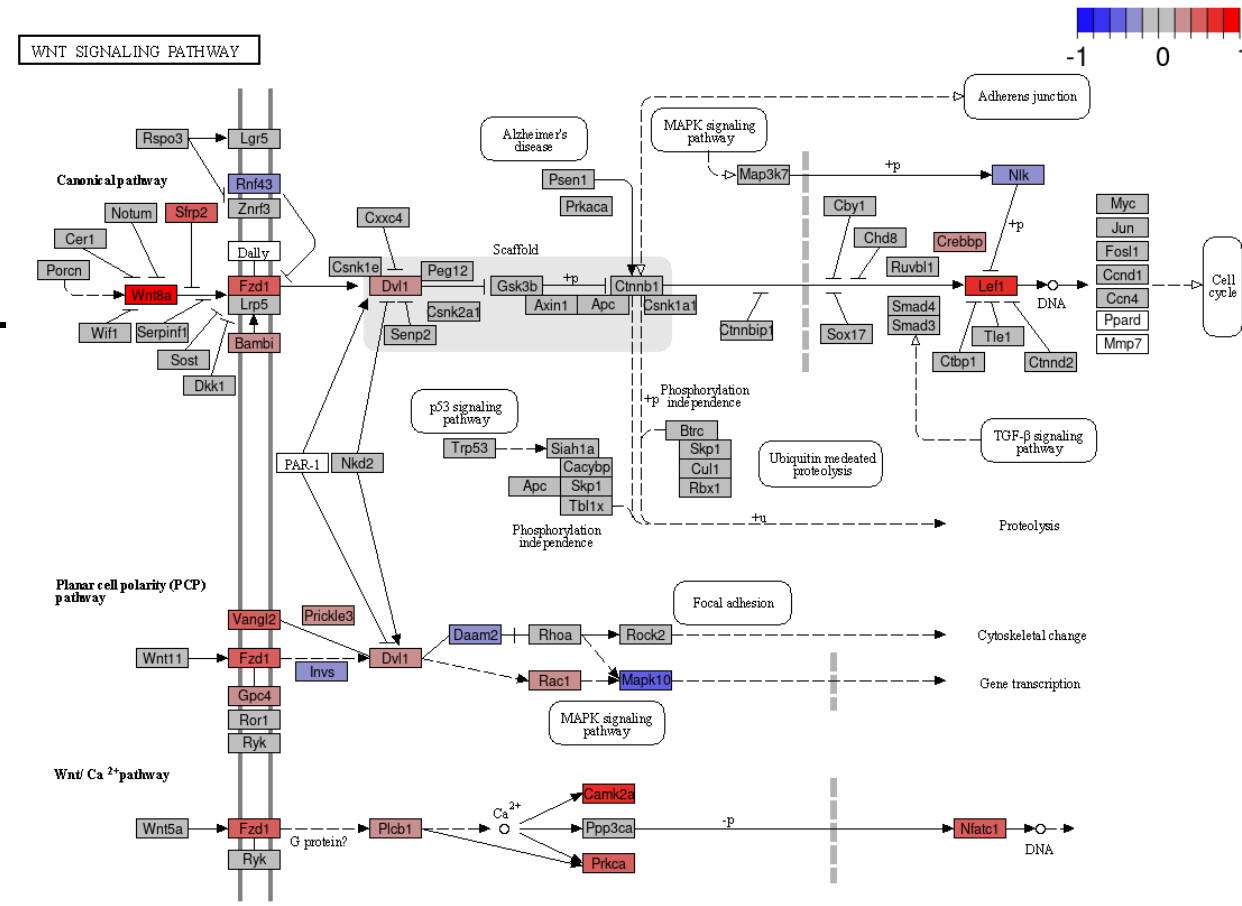 WNT SIGNALING PATHWAY
-1 0 1
Adherens junction
Alzheimer's
disease
MAPK signaling
pathway
Rspo3 Lgr5
Canonical pathway
Rnf43
Znrf3
Notum Sfrp2
Cer1
Porcn
Wnt8a
Dally
Fzd1
Lrp5
Wif1 Serpinf1
Bambi
Sost
Dkk1
Psen1
Prkaca
Map3k7
+p
Nlk
Cxxc4
Scaffold
Csnk1e
Dvl1
Peg12
Csnk2a1
Senp2
Gsk3b
+p
Ctnnb1
Axin1 Apc Csnk1a1
Cby1
Chd8
Ruvbl1
Crebbp
+p
Ctnnbip1
Sox17
Smad4
Smad3
Lef1
DNA
Tle1
Ctbp1
Ctnnd2
Myc
Jun
Fosl1
Ccnd1
Ccn4
Ppard
Mmp7
Cell
cycle
p53 signaling
pathway
+p
Phosphorylation
independence
TGF-β signaling
pathway
PAR-1 Nkd2
Trp53
Siah1a
Cacybp
Apc Skp1
Tbl1x
Phosphorylation
independence
Btrc
Skp1
Cul1
Rbx1
Ubiquitin medeated
proteolysis
+u
Proteolysis
Planar cell polarity (PCP)
pathway
Vangl2 Prickle3
Wnt11 Fzd1
Invs
Dvl1
Gpc4
Ror1
Ryk
Focal adhesion
Daam2 Rhoa Rock2
Cytoskeletal change
Rac1 Mapk10
Gene transcription
MAPK signaling
pathway
Wnt/ Ca 2+ pathway
Wnt5a Fzd1
Ryk
G protein?
Plcb1
Ca2+
Camk2a
Ppp3ca
Prkca
-p
Nfatc1
DNA